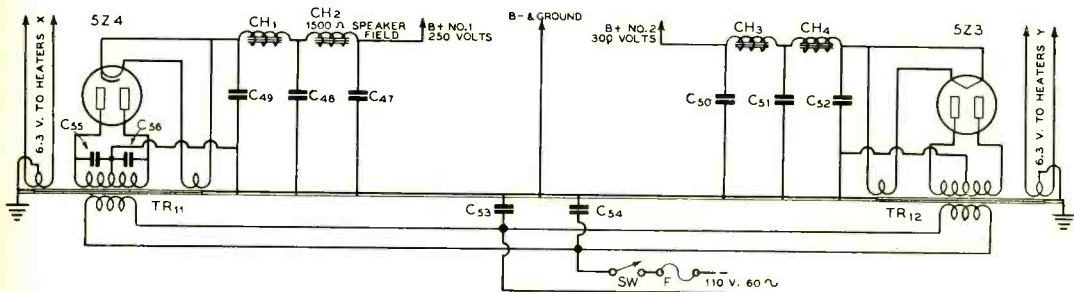 6.3 V. TO HEATERS X
5Z4
CH1
CH2
1500 Ω SPEAKER
FIELD
B+ NO.1
250 VOLTS
B- & GROUND
B+ NO.2
300 VOLTS
CH3
CH4
5Z3
6.3 V. TO HEATERS Y
C49
C48
C47
C50
C51
C52
C55
C56
TR11
C53
C54
TR12
SW
F
110 V. 60 ~